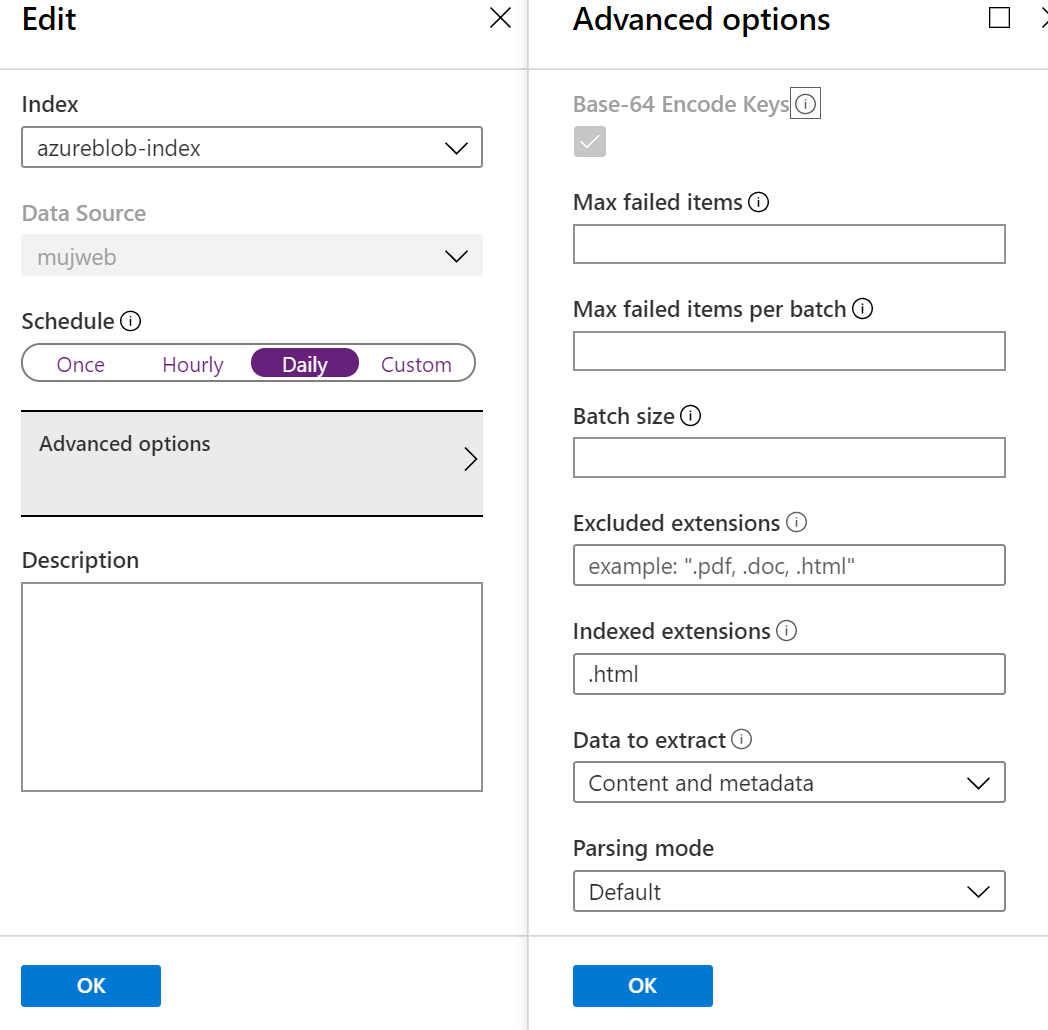 Edit
Index
azureblob-index
Data Source
mujweb
Schedule
Once Hourly Daily Custom
Advanced options
Description
OK
Advanced options
Base-64 Encode Keys
Max failed items
Max failed items per batch
Batch size
Excluded extensions
example: ".pdf, .doc, .html"
Indexed extensions
.html
Data to extract
Content and metadata
Parsing mode
Default
OK